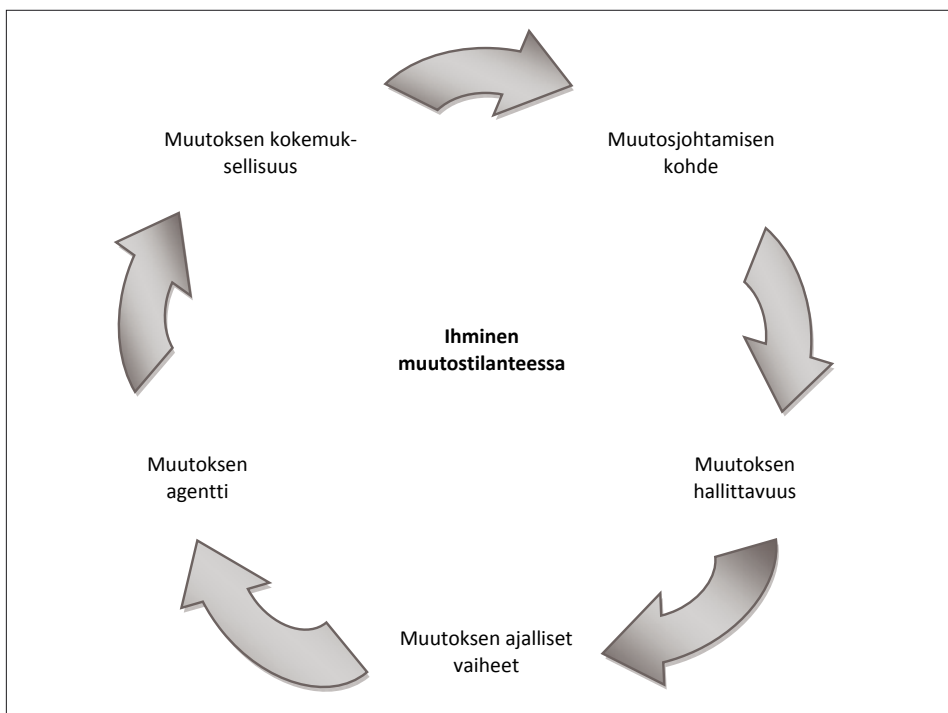 Muutoksen kokemuk-
sellisuus
Muutosjohtamisen
kohde
Ihminen
muutostilanteessa
Muutoksen
agentti
Muutoksen
hallittavuus
Muutoksen ajalliset
vaiheet